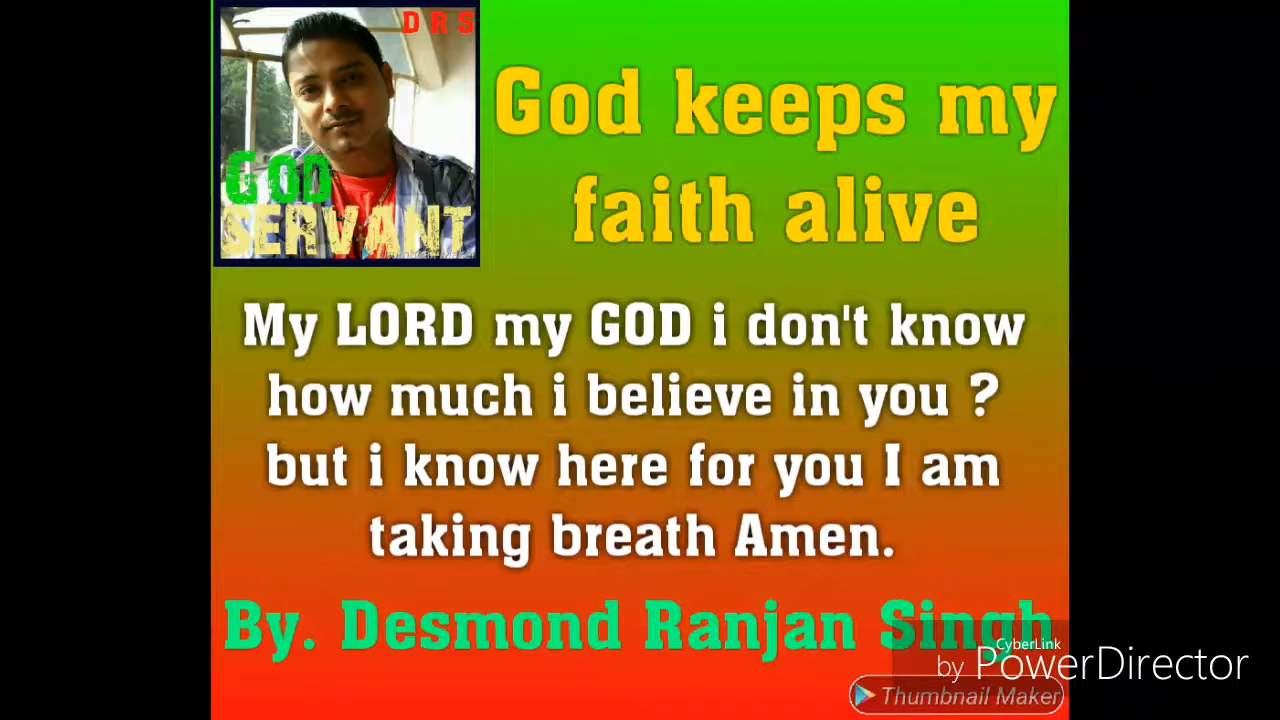 D R S
GOD
SERVANT
God keeps my
faith alive
My LORD my GOD i don't know
how much i believe in you ?
but i know here for you I am
taking breath Amen.
By. Desmond Ranjan Singh
CyberLink
by PowerDirector
Thumbnail Maker